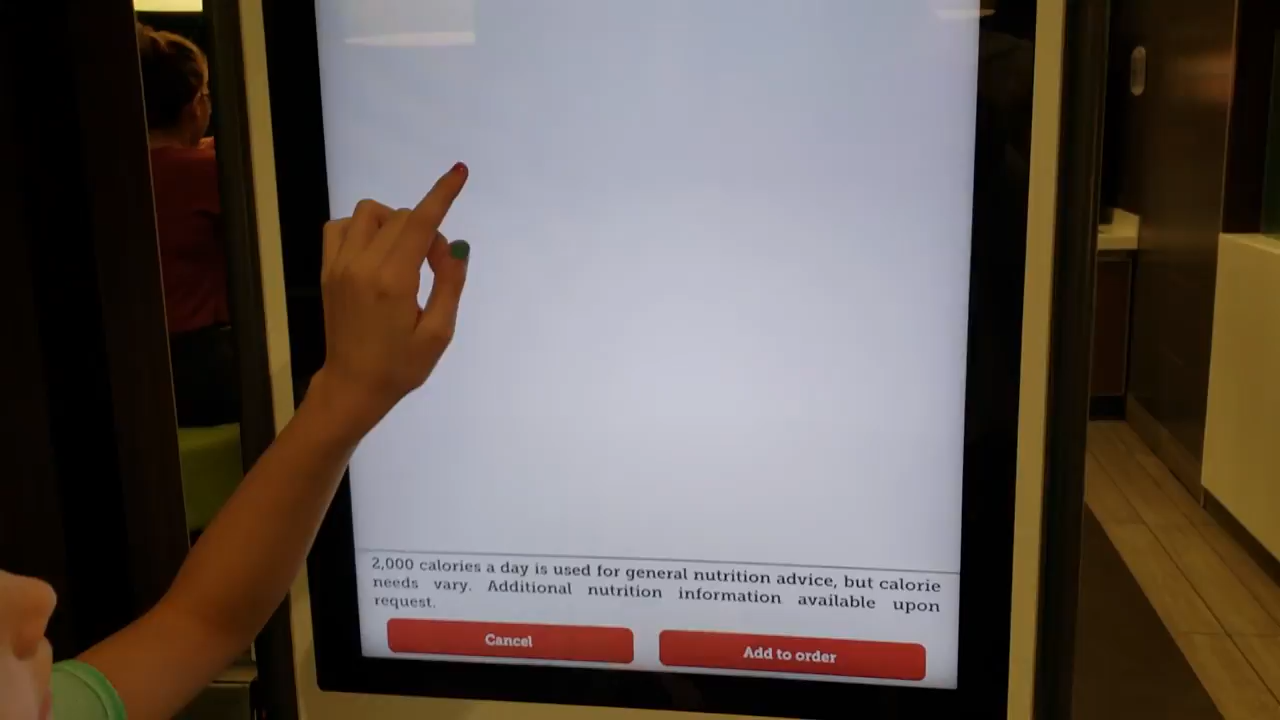 2,000 calories a day is used for general nutrition advice, but calorie
needs vary. Additional nutrition information available upon
request.
Cancel
Add to order